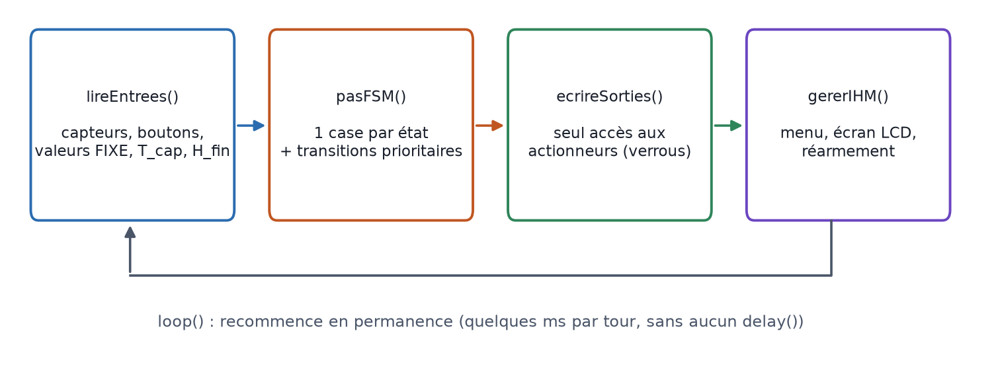 lireEntrees()
capteurs, boutons,
valeurs FIXE, T_cap, H_fin
pasFSM()
1 case par état
+ transitions prioritaires
ecrireSorties()
seul accès aux
actionneurs (verrous)
gererIHM()
menu, écran LCD,
réarmement
loop() : recommence en permanence (quelques ms par tour, sans aucun delay())